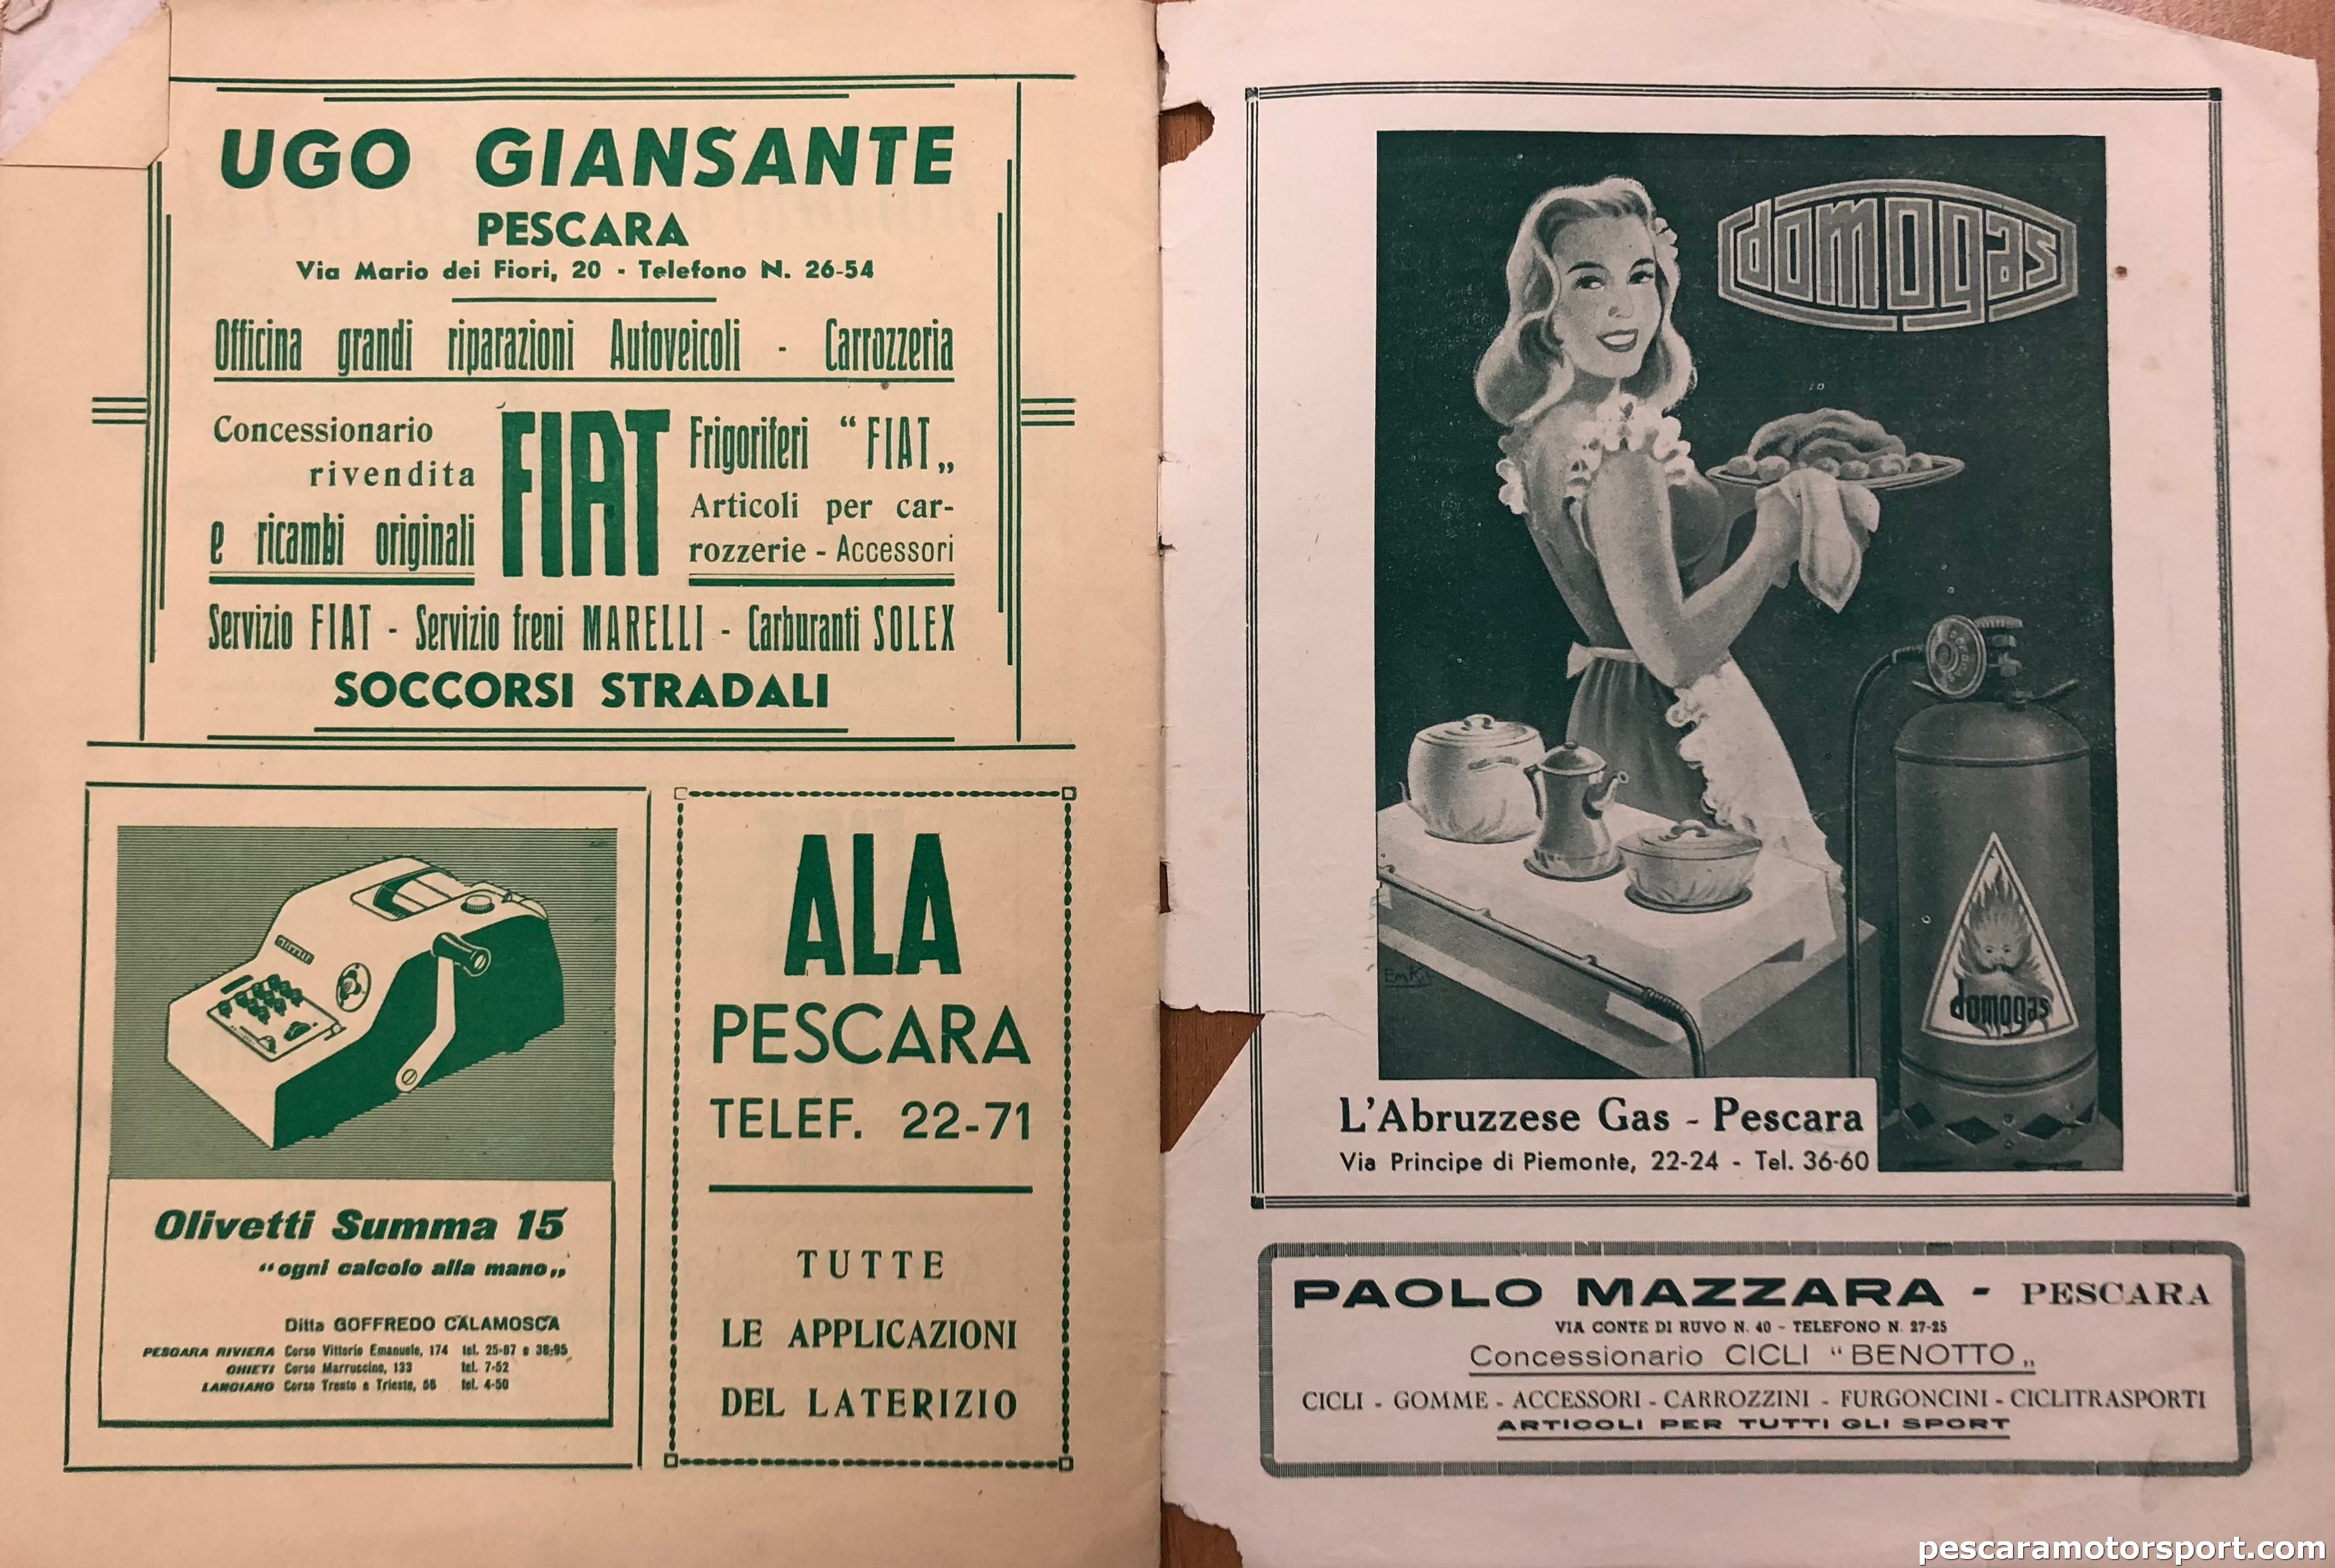 UGO GIANSANTE
PESCARA
Via Mario dei Fiori, 20 - Telefono N. 26-54
Officina grandi riparazioni Autoveicoli - Carrozzeria
Concessionario
rivendita
e ricambi originali
FIAT
Frigoriferi “ FIAT „
Articoli per car-
rozzerie - Accessori
Servizio FIAT - Servizio freni MARELLI - Carburanti SOLEX
SOCCORSI STRADALI
olivetti
Olivetti Summa 15
“ogni calcolo alla mano„
Ditta GOFFREDO CALAMOSCA
PESCARA RIVIERA Corso Vittorio Emanuele, 174 tel. 25-87 e 38-95
CHIETI Corso Marruccino, 133 tel. 7-52
LANCIANO Corso Trento e Trieste, 56 tel. 4-50
ALA
PESCARA
TELEF. 22-71
TUTTE
LE APPLICAZIONI
DEL LATERIZIO
domogas
domogas
L'Abruzzese Gas - Pescara
Via Principe di Piemonte, 22-24 - Tel. 36-60
PAOLO MAZZARA - PESCARA
VIA CONTE DI RUVO N. 40 - TELEFONO N. 27-25
Concessionario CICLI “BENOTTO„
CICLI - GOMME - ACCESSORI - CARROZZINI - FURGONCINI - CICLITRASPORTI
ARTICOLI PER TUTTI GLI SPORT
pescaramotorsport.com